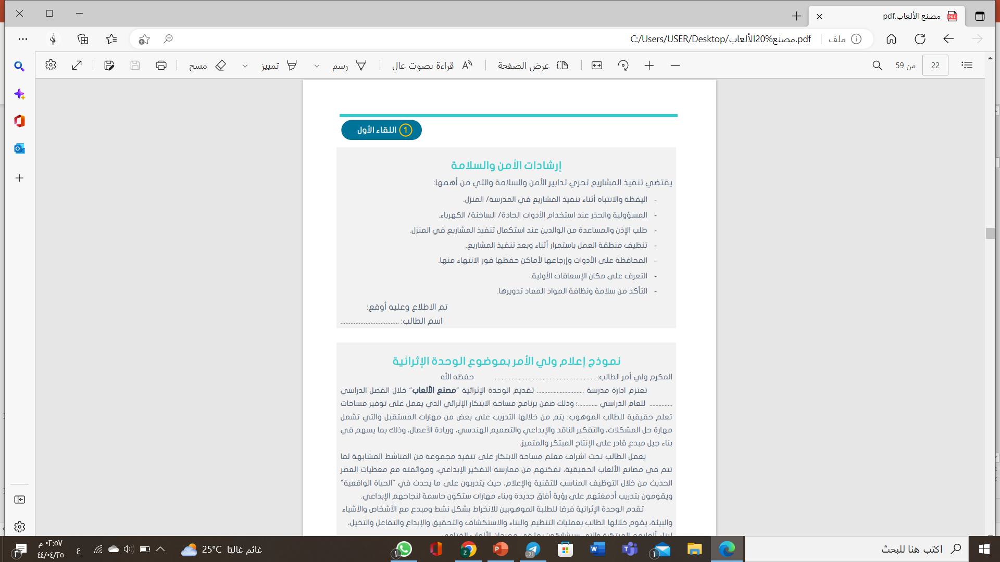 مصنع الألعاب.pdf
ملف
C:/Users/USER/Desktop/مصنع%20الألعاب.pdf
22
من 59
عرض الصفحة
قراءة بصوت عالٍ
رسم
تمييز
مسح
1 اللقاء الأول
إرشادات الأمن والسلامة
يقتضي تنفيذ المشاريع تحري تدابير الأمن والسلامة والتي من أهمها:
- اليقظة والانتباه أثناء تنفيذ المشاريع في المدرسة/ المنزل.
- المسؤولية والحذر عند استخدام الأدوات الحادة/ الساخنة/ الكهرباء.
- طلب الإذن والمساعدة من الوالدين عند استكمال تنفيذ المشاريع في المنزل.
- تنظيف منطقة العمل باستمرار أثناء وبعد تنفيذ المشاريع.
- المحافظة على الأدوات وإرجاعها لأماكن حفظها فور الانتهاء منها.
- التعرف على مكان الإسعافات الأولية.
- التأكد من سلامة ونظافة المواد المعاد تدويرها.
تم الاطلاع وعليه أوقع:
اسم الطالب: ...................................
نموذج إعلام ولي الأمر بموضوع الوحدة الإثرائية
المكرم ولي أمر الطالب: . . . . . . . . . . . . . . . . . . . . . . . . . . . . . . حفظه الله
تعتزم ادارة مدرسة ............................... تقديم الوحدة الإثرائية "مصنع الألعاب" خلال الفصل الدراسي
............... للعام الدراسي .............؛ وذلك ضمن برنامج مساحة الابتكار الإثرائي الذي يعمل على توفير مساحات
تعلم حقيقية للطالب الموهوب؛ يتم من خلالها التدريب على بعض من مهارات المستقبل والتي تشمل
مهارة حل المشكلات، والتفكير الناقد والإبداعي والتصميم الهندسي، وريادة الأعمال، وذلك بما يسهم في
بناء جيل مبدع قادر على الإنتاج المبتكر والمتميز.
يعمل الطالب تحت اشراف معلم مساحة الابتكار على تنفيذ مجموعة من المناشط المشابهة لما
تتم في مصانع الألعاب الحقيقية، تمكنهم من ممارسة التفكير الإبداعي، وموائمته مع معطيات العصر
الحديث من خلال التوظيف المناسب للتقنية والإعلام، حيث يتدربون على ما يحدث في "الحياة الواقعية"
ويقومون بتدريب أدمغتهم على رؤية أفاق جديدة وبناء مهارات ستكون حاسمة لنجاحهم الإبداعي.
تقدم الوحدة الإثرائية فرصًا للطلبة الموهوبين للانخراط بشكل نشط ومبدع مع الأشخاص والأشياء
والبيئة، يقوم خلالها الطالب بعمليات التنظيم والبناء والاستكشاف والتحقيق والإبداع والتفاعل والتخيل،
اكتب هنا للبحث
١
21
١
25°C غائم غالبًا
ع
٠٢:٥٧ م
٤٤/٠٤/٢٥
٣